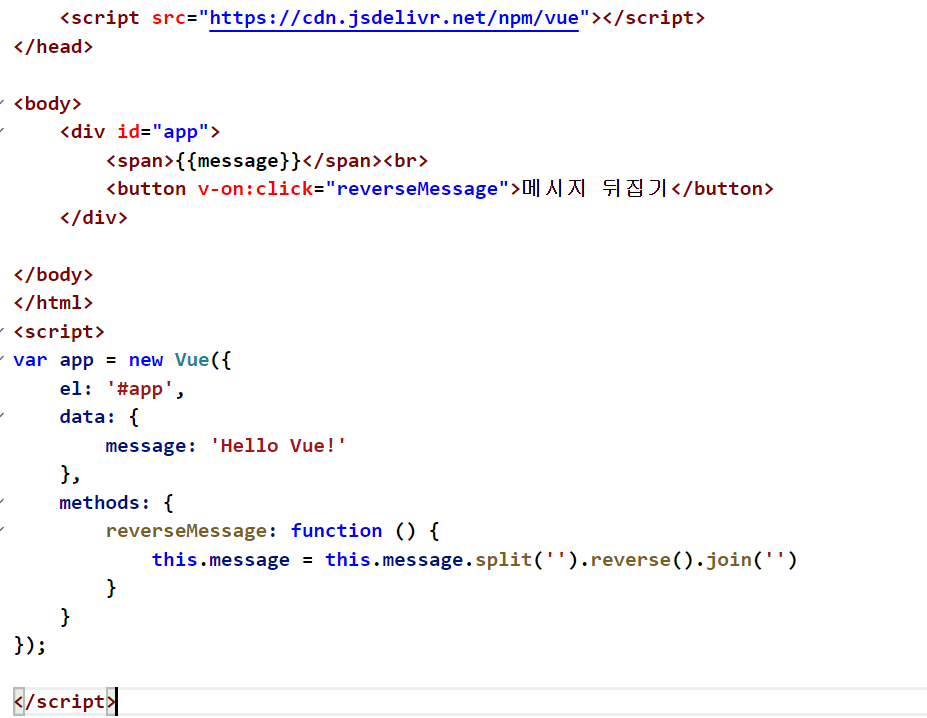 <script src="https://cdn.jsdelivr.net/npm/vue"></script>
</head>
<body>
<div id="app">
<span>{{message}}</span><br>
<button v-on:click="reverseMessage">메시지 뒤집기</button>
</div>
</body>
</html>
<script>
var app = new Vue({
el: '#app',
data: {
message: 'Hello Vue!'
},
methods: {
reverseMessage: function () {
this.message = this.message.split('').reverse().join('')
}
}
});
</script>